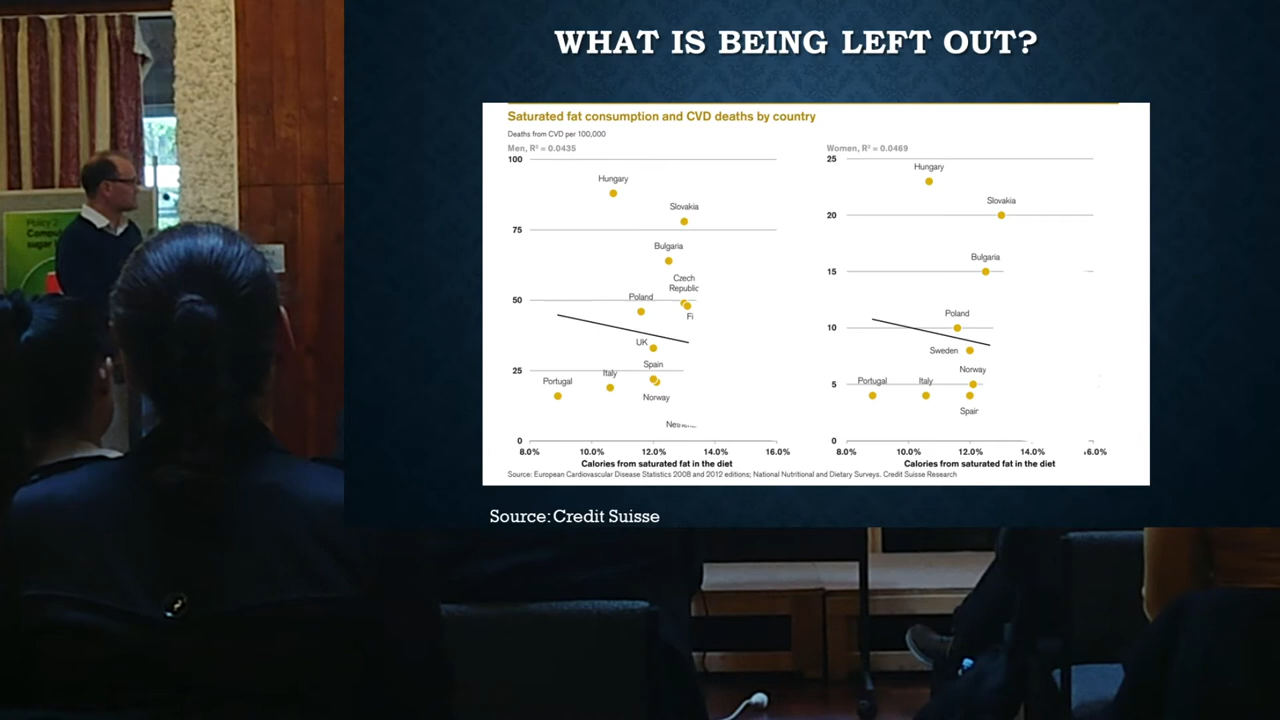 WHAT IS BEING LEFT OUT?
Saturated fat consumption and CVD deaths by country
Deaths from CVD per 100,000
Men, R² = 0.0435
100
75
50
25
0
Hungary
Slovakia
Bulgaria
Czech
Republic
Poland
Fi
UK
Spain
Italy
Portugal
Norway
8.0%
10.0%
12.0%
14.0%
16.0%
Calories from saturated fat in the diet
Women, R² = 0.0469
25
20
15
10
5
0
Hungary
Slovakia
Bulgaria
Poland
Sweden
Norway
Portugal
Italy
Spain
8.0%
10.0%
12.0%
14.0%
16.0%
Calories from saturated fat in the diet
Source: European Cardiovascular Disease Statistics 2008 and 2012 editions; National Nutritional and Dietary Surveys. Credit Suisse Research
Source: Credit Suisse
Policy 2